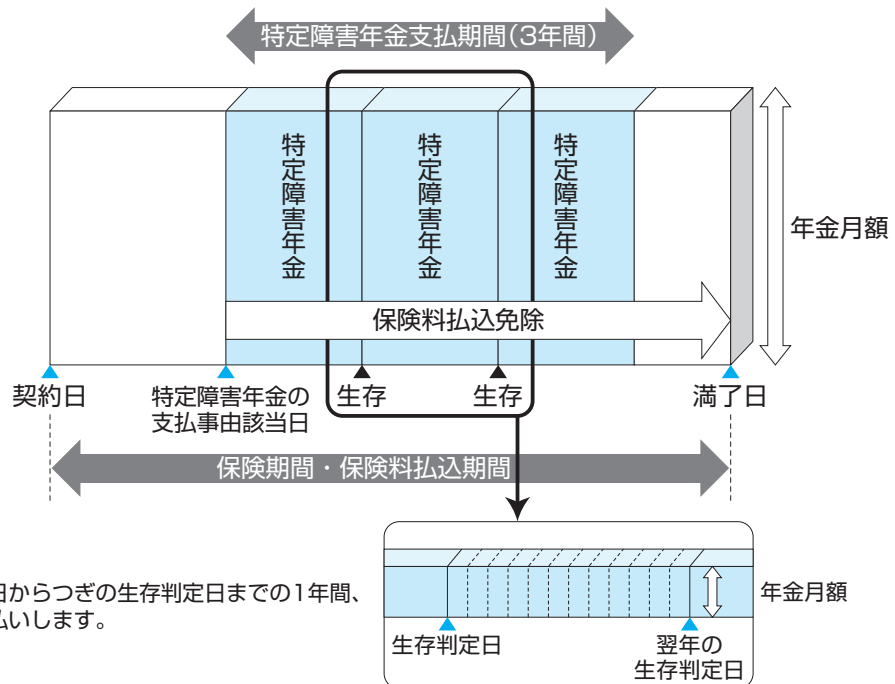 特定障害年金支払期間(3年間)
特定障害年金
特定障害年金
特定障害年金
年金月額
保険料払込免除
契約日
特定障害年金の
支払事由該当日
生存
生存
満了日
保険期間・保険料払込期間
日からつぎの生存判定日までの1年間、
払いします。
年金月額
生存判定日
翌年の
生存判定日